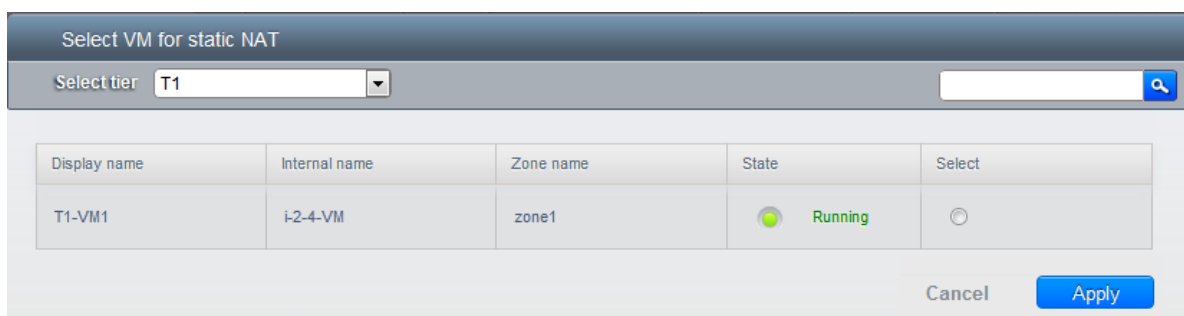 Select VM for static NAT
Select tier T1
Display name Internal name Zone name State Select
T1-VM1 i-2-4-VM zone1 Running
Cancel Apply